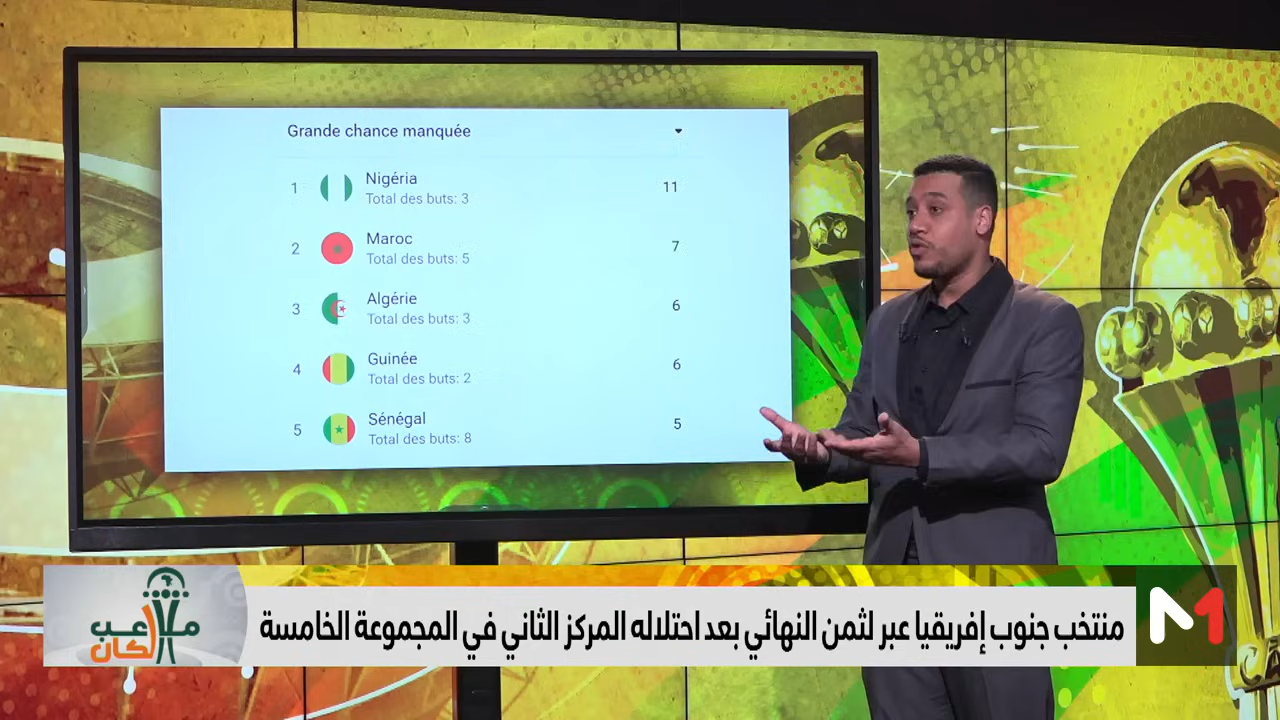 Grande chance manquée
1 Nigéria 11
Total des buts: 3
2 Maroc 7
Total des buts: 5
3 Algérie 6
Total des buts: 3
4 Guinée 6
Total des buts: 2
5 Sénégal 5
Total des buts: 8
منتخب جنوب إفريقيا عبر لثمن النهائي بعد احتلاله المركز الثاني في المجموعة الخامسة
M1
ملاعب
الكان